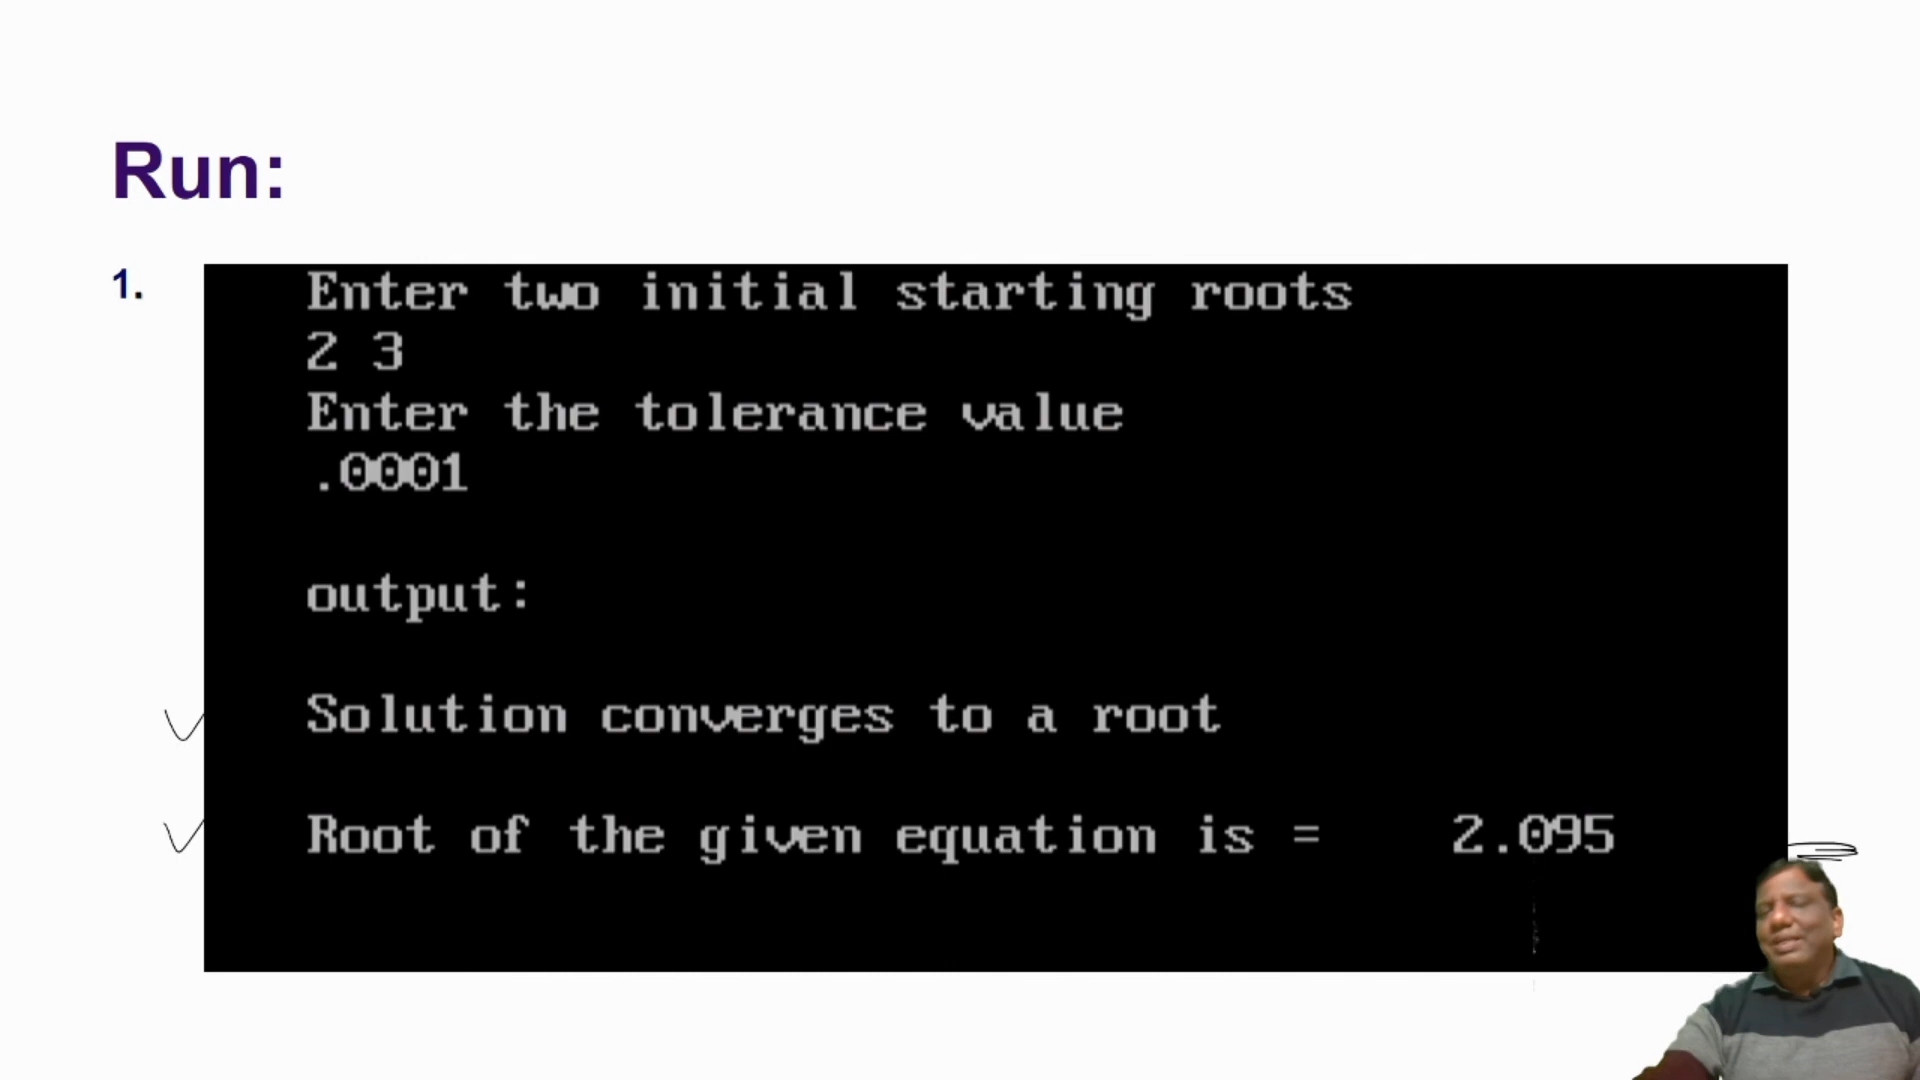 Run:
1.
Enter two initial starting roots
2 3
Enter the tolerance value
.0001
output:
Solution converges to a root
Root of the given equation is = 2.095